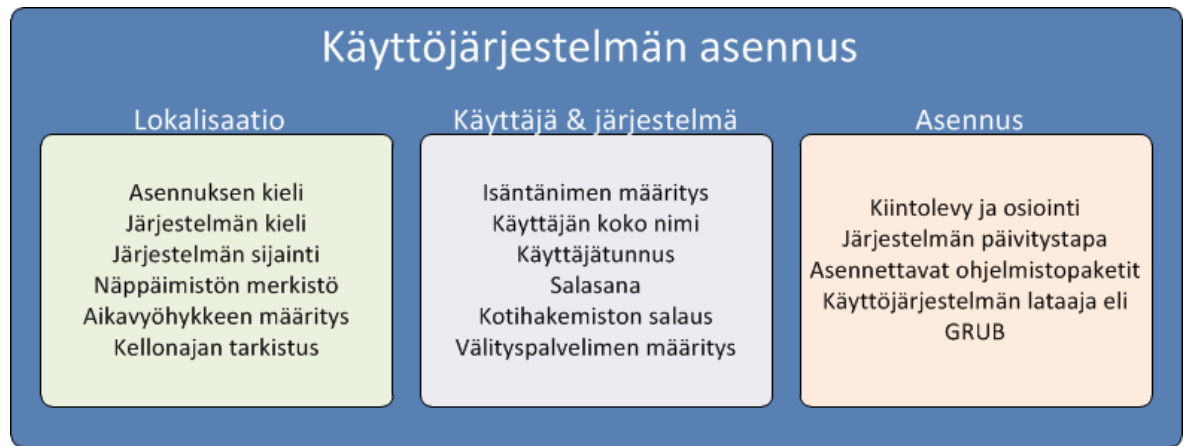 Käyttöjärjestelmän asennus
Lokalisaatio
Asennuksen kieli
Järjestelmän kieli
Järjestelmän sijainti
Näppäimistön merkistö
Aikavyöhykkeen määritys
Kellonajan tarkistus
Käyttäjä & järjestelmä
Isäntänimen määritys
Käyttäjän koko nimi
Käyttäjätunnus
Salasana
Kotihakemiston salaus
Välityspalvelimen määritys
Asennus
Kiintolevy ja osiointi
Järjestelmän päivitystapa
Asennettavat ohjelmistopaketit
Käyttöjärjestelmän lataaja eli
GRUB